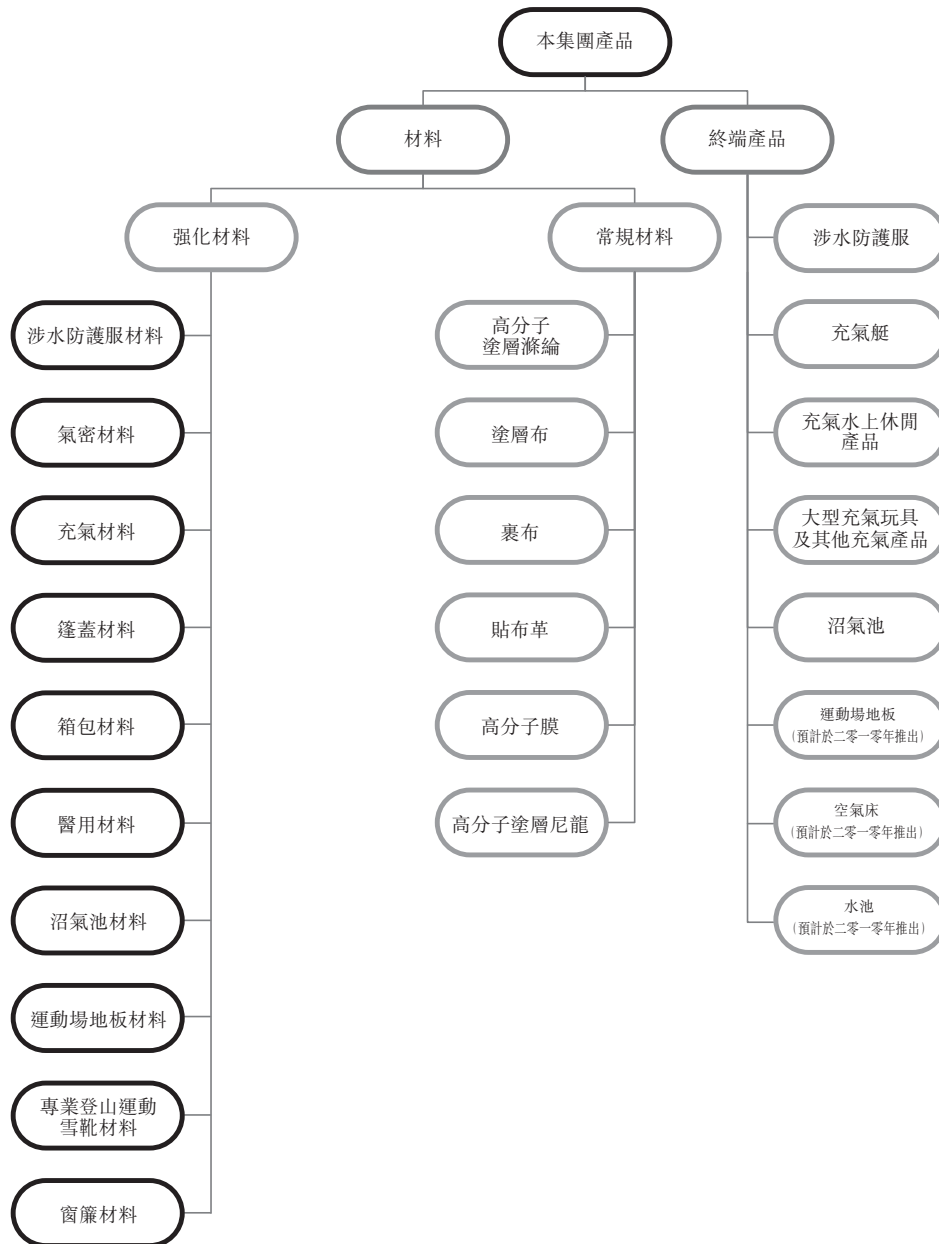 本集團產品
材料
終端產品
强化材料
常規材料
涉水防護服材料
氣密材料
充氣材料
篷蓋材料
箱包材料
醫用材料
沼氣池材料
運動場地板材料
專業登山運動
雪靴材料
窗簾材料
高分子
塗層滌綸
塗層布
裹布
貼布革
高分子膜
高分子塗層尼龍
涉水防護服
充氣艇
充氣水上休閒
產品
大型充氣玩具
及其他充氣產品
沼氣池
運動場地板
(預計於二零一零年推出)
空氣床
(預計於二零一零年推出)
水池
(預計於二零一零年推出)